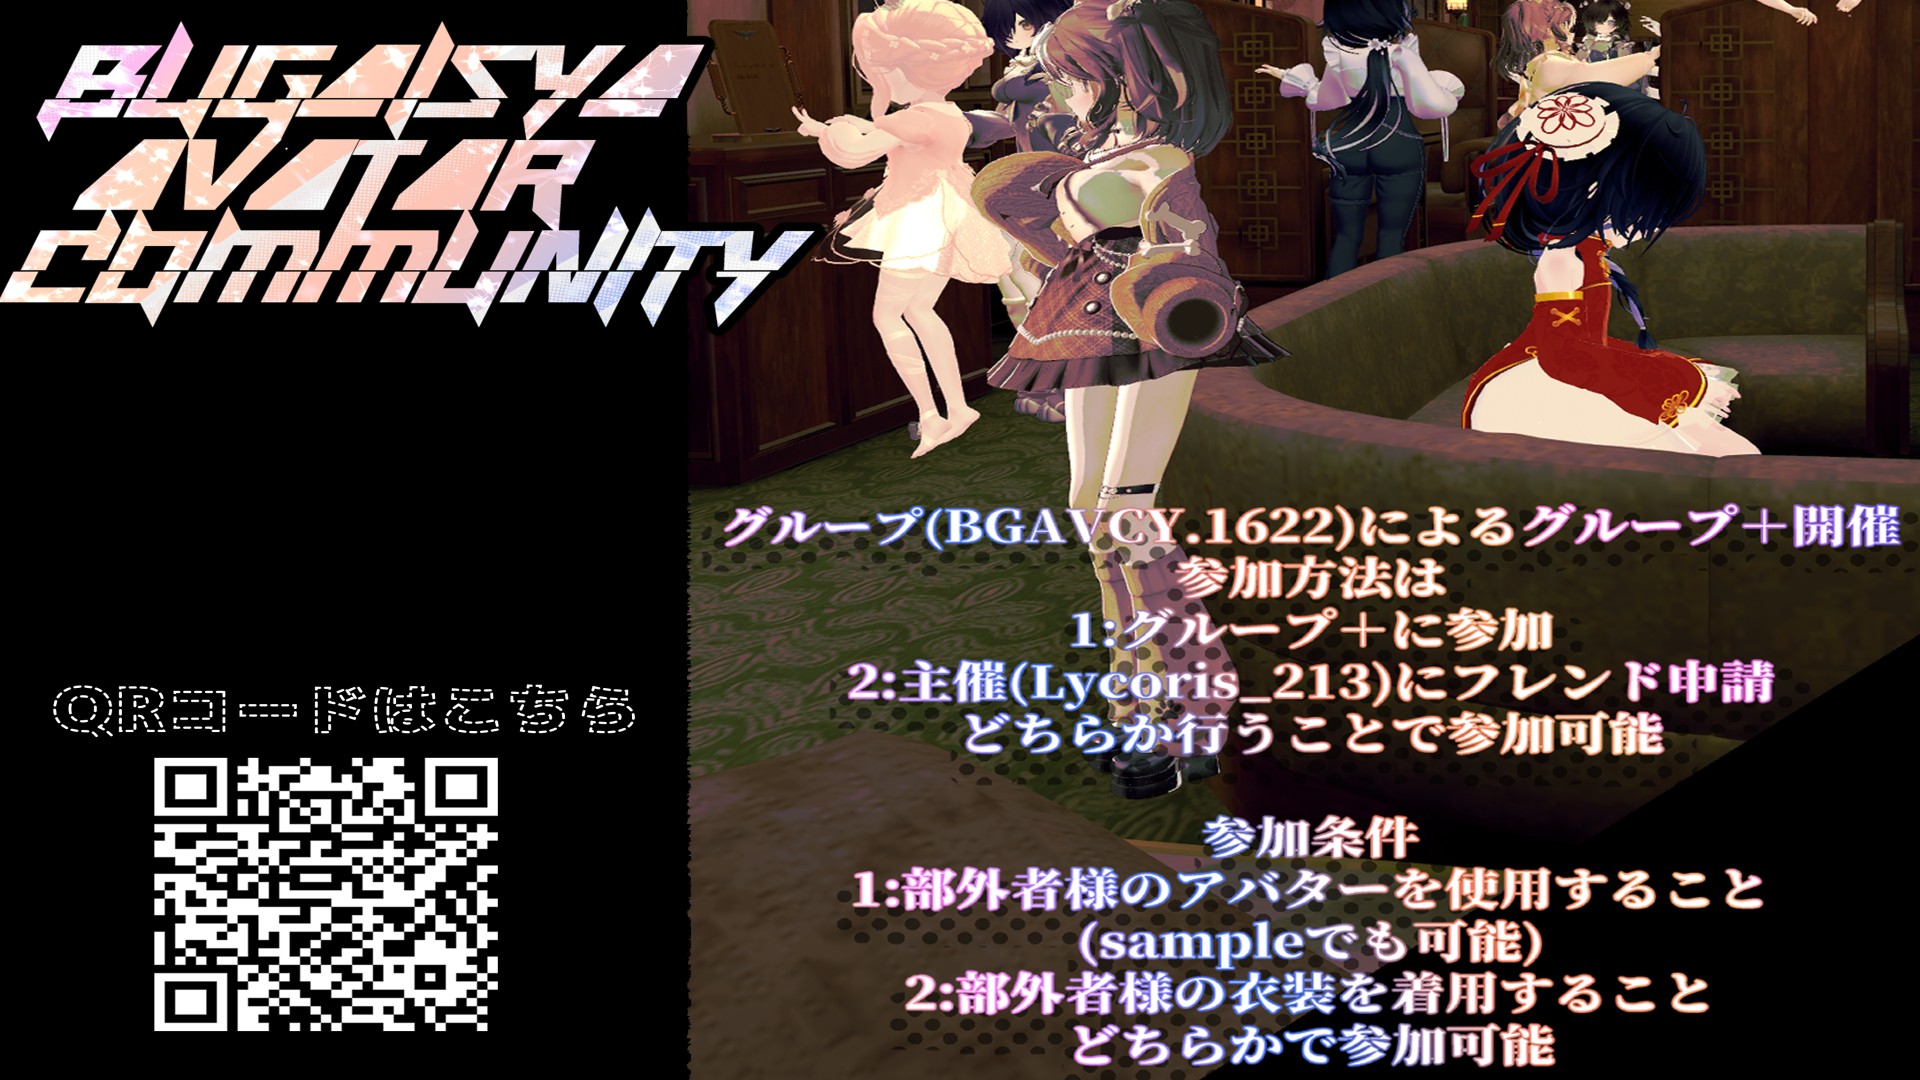 BUGAISYA
AVATAR
COMMUNITY
グループ(BGAVCY.1622)によるグループ＋開催
参加方法は
1:グループ＋に参加
2:主催(Lycoris_213)にフレンド申請
どちらか行うことで参加可能
参加条件
1:部外者様のアバターを使用すること
(sampleでも可能)
2:部外者様の衣装を着用すること
どちらかで参加可能
QRコードはこちら